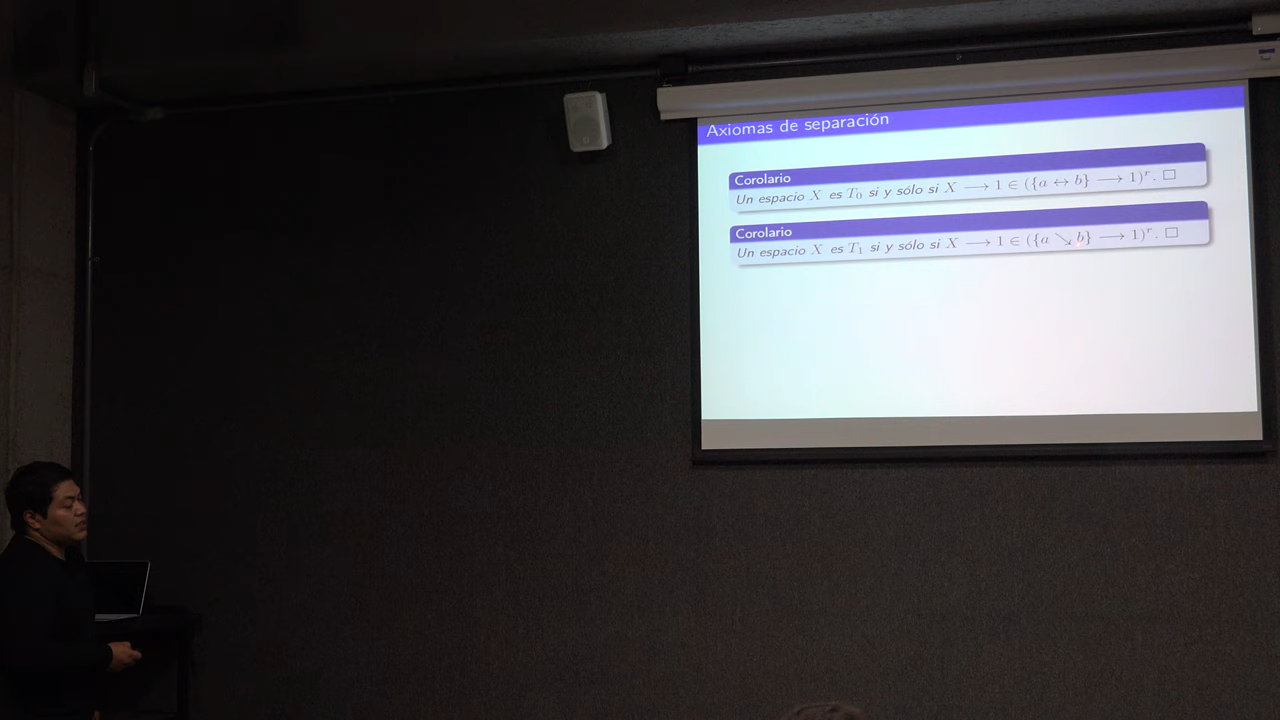 Axiomas de separación
Corolario
Un espacio X es T₀ si y sólo si X ⟶ 1 ∈ ({a ↔ b} ⟶ 1)ʳ. □
Corolario
Un espacio X es T₁ si y sólo si X ⟶ 1 ∈ ({a ↘ b} ⟶ 1)ʳ. □